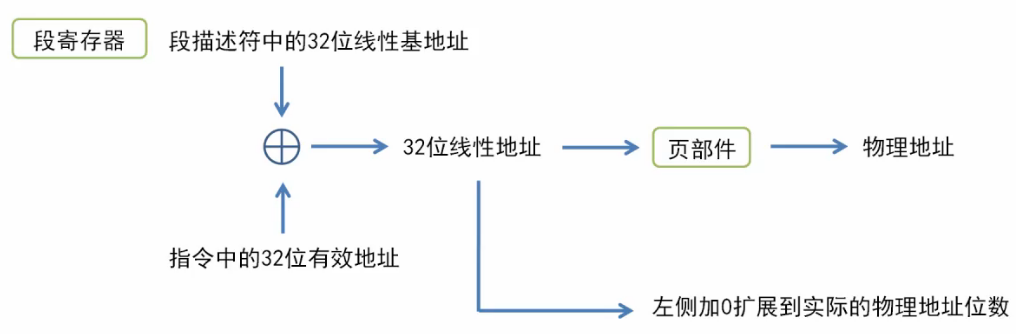 段寄存器
段描述符中的32位线性基地址
32位线性地址
页部件
物理地址
指令中的32位有效地址
左侧加0扩展到实际的物理地址位数